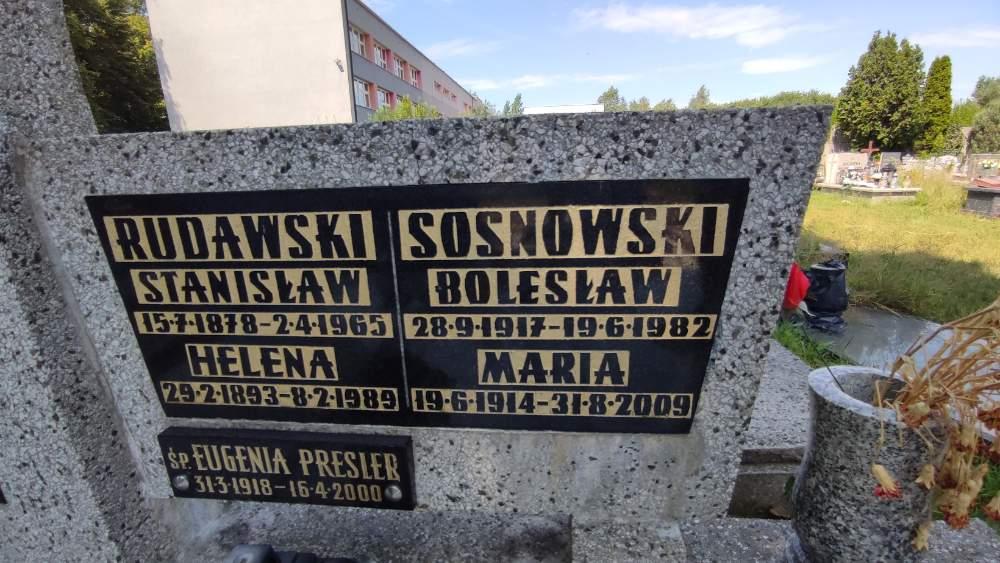 RUDAWSKI
STANISŁAW
15·7·1878-2·4·1965
HELENA
29·2·1893-8·2·1989
SOSNOWSKI
BOLESŁAW
28·9·1917-19·6·1982
MARIA
19·6·1914-31·8·2009
ŚP. EUGENIA PRESLER
31·3·1918-16·4·2000